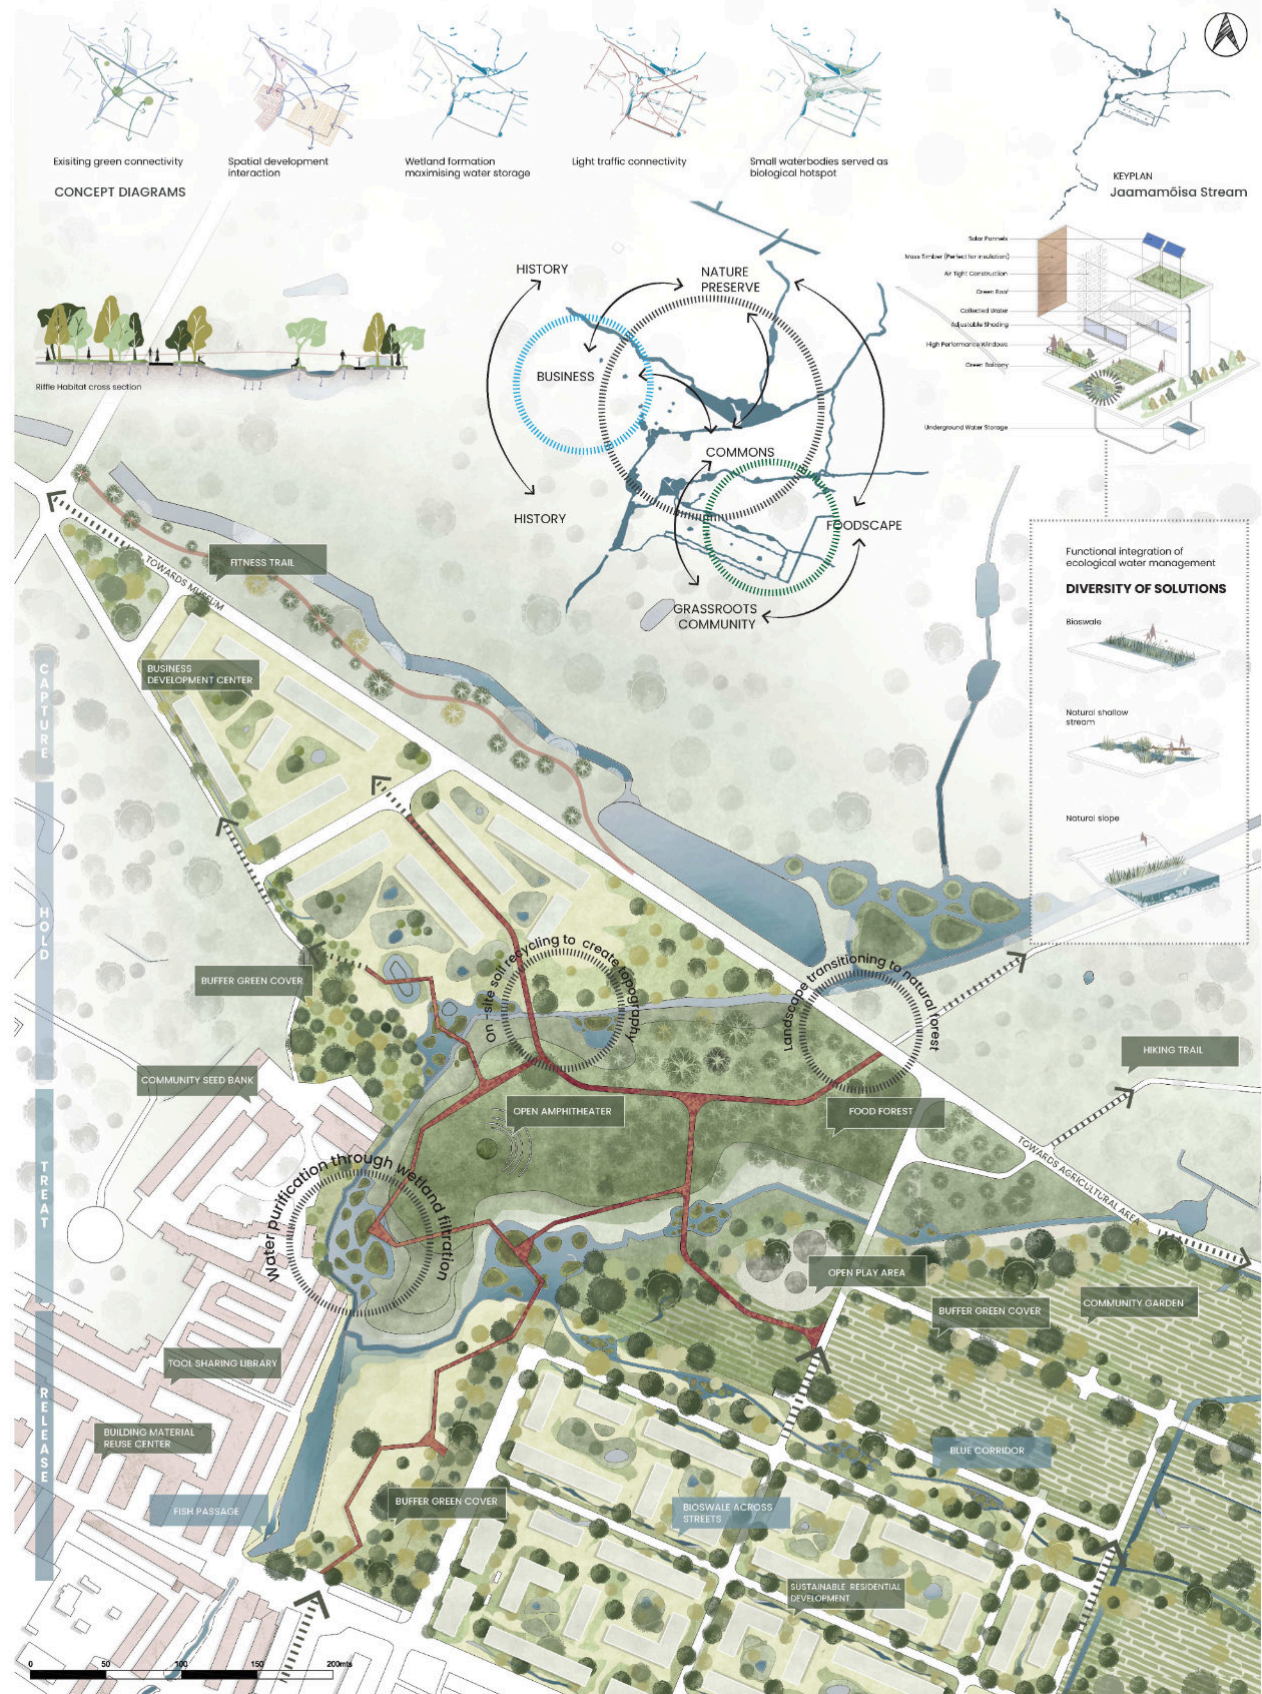 Exisiting green connectivity
Spatial development
interaction
Wetland formation
maximising water storage
Light traffic connectivity
Small waterbodies served as
biological hotspot
CONCEPT DIAGRAMS
KEYPLAN
Jaamamõisa Stream
Solar Pannels
Mass Timber (Perfect for insulation)
Air Tight Construction
Green Roof
Collected Water
Adjustable Shading
High Performance Windows
Green Balcony
Underground Water Storage
Riffle Habitat cross section
HISTORY
NATURE
PRESERVE
BUSINESS
COMMONS
HISTORY
FOODSCAPE
GRASSROOTS
COMMUNITY
Functional integration of
ecological water management
DIVERSITY OF SOLUTIONS
Bioswale
Natural shallow
stream
Natural slope
CAPTURE
HOLD
TREAT
RELEASE
FITNESS TRAIL
TOWARDS MUSEUM
BUSINESS
DEVELOPMENT CENTER
On -site soil recycling to create topography
Landscape transitioning to natural forest
BUFFER GREEN COVER
HIKING TRAIL
COMMUNITY SEED BANK
OPEN AMPHITHEATER
FOOD FOREST
TOWARDS AGRICULTURAL AREA
Water purification through wetland filtration
OPEN PLAY AREA
BUFFER GREEN COVER
COMMUNITY GARDEN
TOOL SHARING LIBRARY
BUILDING MATERIAL
REUSE CENTER
BLUE CORRIDOR
FISH PASSAGE
BUFFER GREEN COVER
BIOSWALE ACROSS
STREETS
SUSTAINABLE RESIDENTIAL
DEVELOPMENT
0 50 100 150 200mts